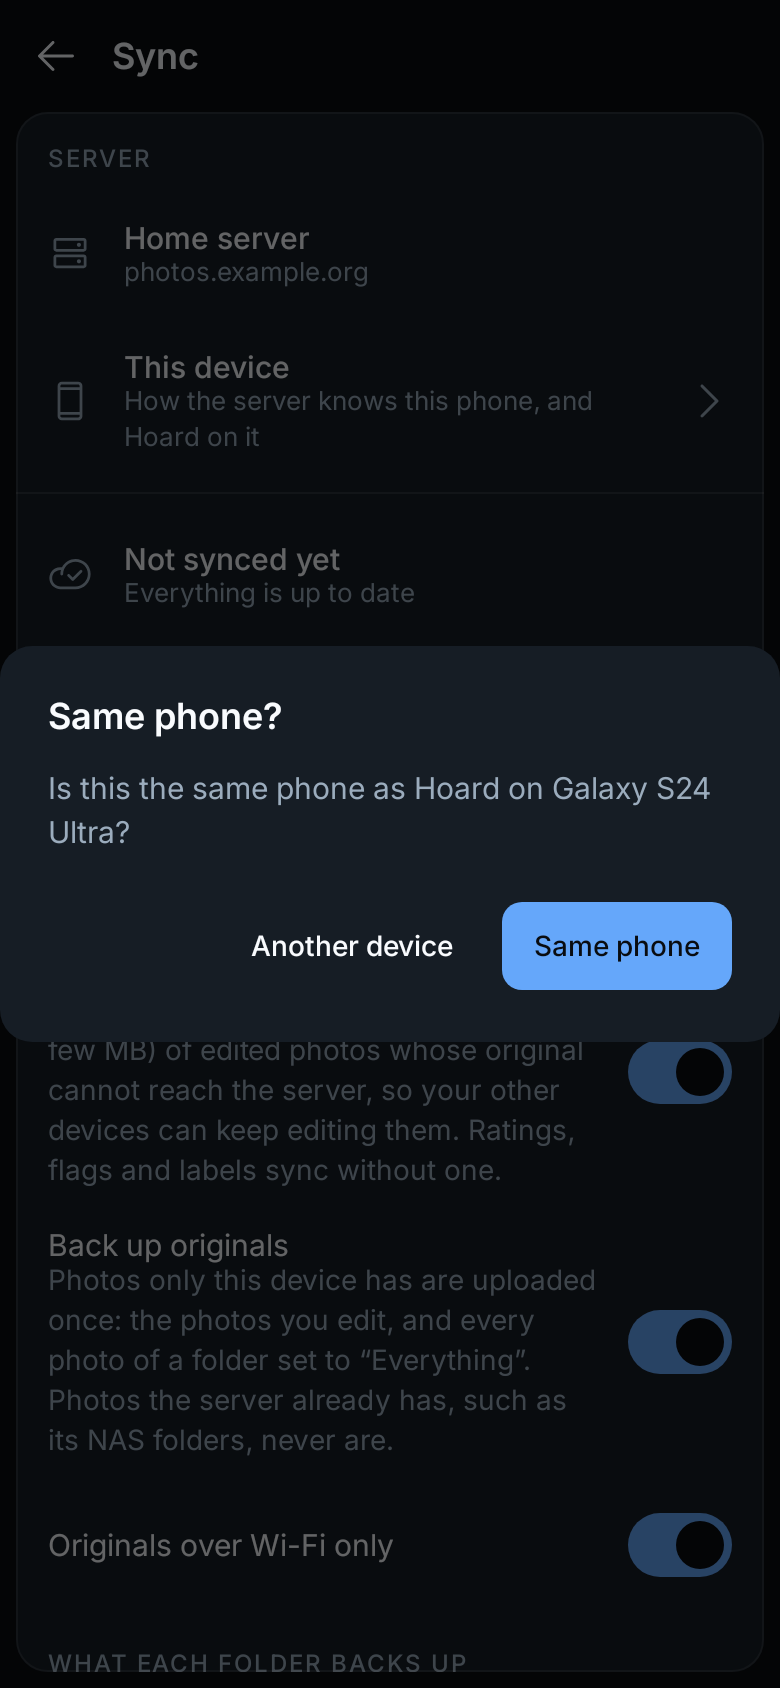 Sync
SERVER
Home server
photos.example.org
This device
How the server knows this phone, and
Hoard on it
Not synced yet
Everything is up to date
Same phone?
Is this the same phone as Hoard on Galaxy S24
Ultra?
Another device
Same phone
few MB) of edited photos whose original
cannot reach the server, so your other
devices can keep editing them. Ratings,
flags and labels sync without one.
Back up originals
Photos only this device has are uploaded
once: the photos you edit, and every
photo of a folder set to “Everything”.
Photos the server already has, such as
its NAS folders, never are.
Originals over Wi-Fi only
WHAT EACH FOLDER BACKS UP